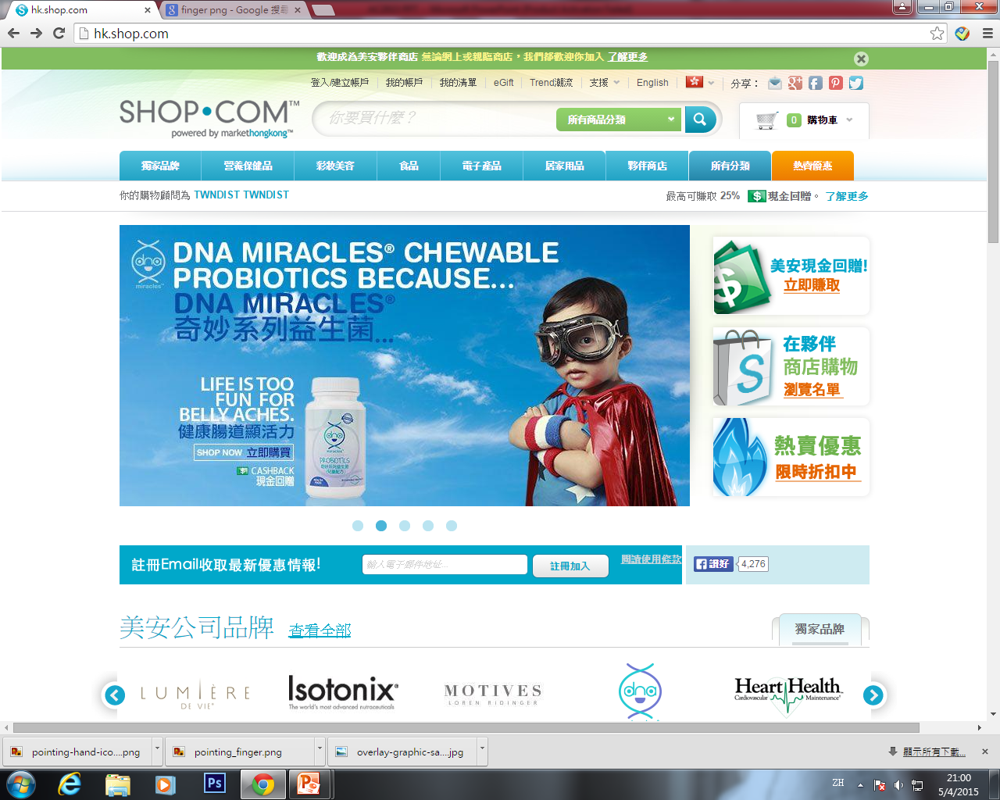 hk.shop.com
finger png - Google 搜尋
hk.shop.com
歡迎成為美安夥伴商店 無論網上或親臨商店，我們都歡迎你加入 了解更多
登入/建立帳戶 我的帳戶 我的清單 eGift Trend潮流 支援 English 分享：
SHOP•COM™
powered by markethongkong™
你要買什麼？
所有商品分類
0 購物車
獨家品牌 營養保健品 彩妝美容 食品 電子產品 居家用品 夥伴商店 所有分類 熱賣優惠
你的購物顧問為 TWNDIST TWNDIST
最高可賺取 25% 現金回贈。 了解更多
dna
miracles™
DNA MIRACLES® CHEWABLE
PROBIOTICS BECAUSE...
DNA MIRACLES®
奇妙系列益生菌...
LIFE IS TOO
FUN FOR
BELLY ACHES.
健康腸道顯活力
SHOP NOW 立即購買
CASHBACK
現金回贈
dna
miracles
PROBIOTICS
美安現金回贈!
立即賺取
在夥伴
商店購物
瀏覽名單
熱賣優惠
限時折扣中
註冊Email收取最新優惠情報!
輸入電子郵件地址...
註冊加入
閱讀使用條款
讚好 4,276
美安公司品牌 查看全部
獨家品牌
LUMIÈRE
DE VIE®
Isotonix®
The world's most advanced nutraceuticals
MOTIVES
LOREN RIDINGER
dna
Heart Health™
Cardiovascular Maintenance™
pointing-hand-ico....png
pointing_finger.png
overlay-graphic-sa....jpg
顯示所有下載...
Ps
ZH
21:00
5/4/2015